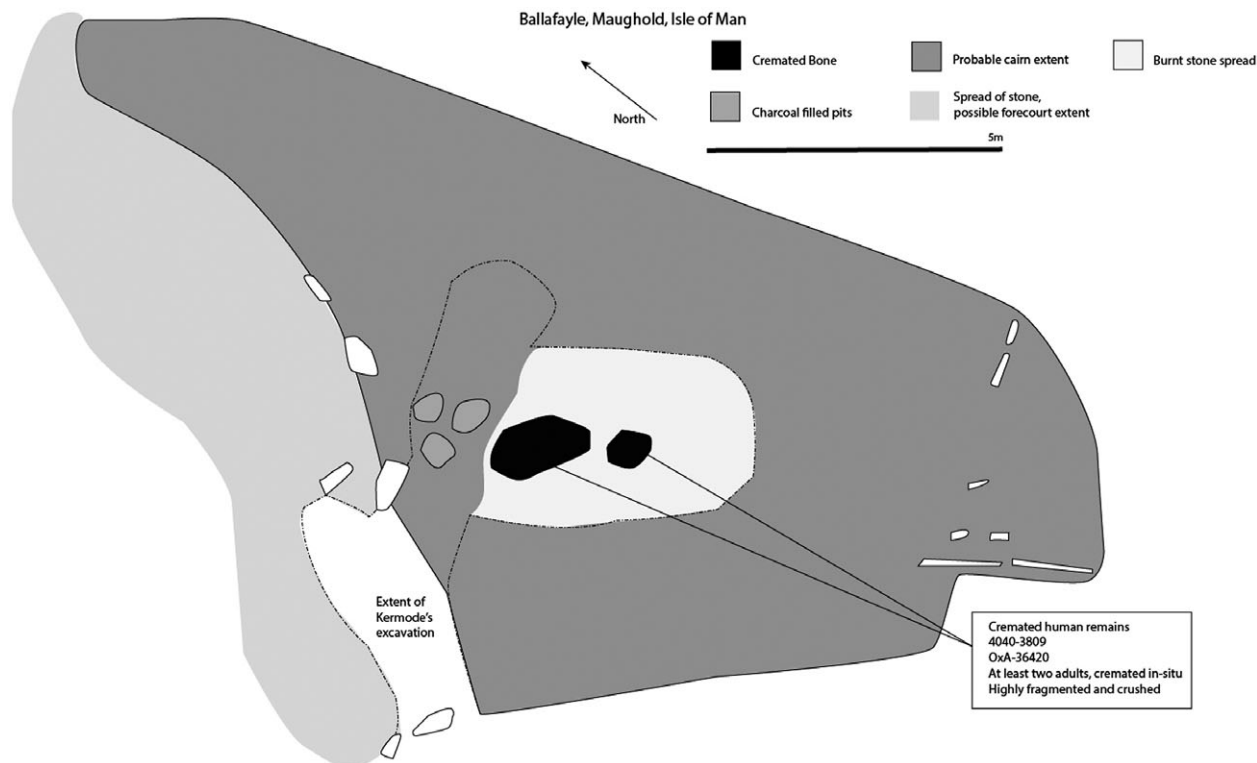 Ballafayle, Maughold, Isle of Man
Cremated Bone
Probable cairn extent
Burnt stone spread
Charcoal filled pits
Spread of stone,
possible forecourt extent
North
5m
Extent of
Kermode's
excavation
Cremated human remains
4040-3809
OxA-36420
At least two adults, cremated in-situ
Highly fragmented and crushed